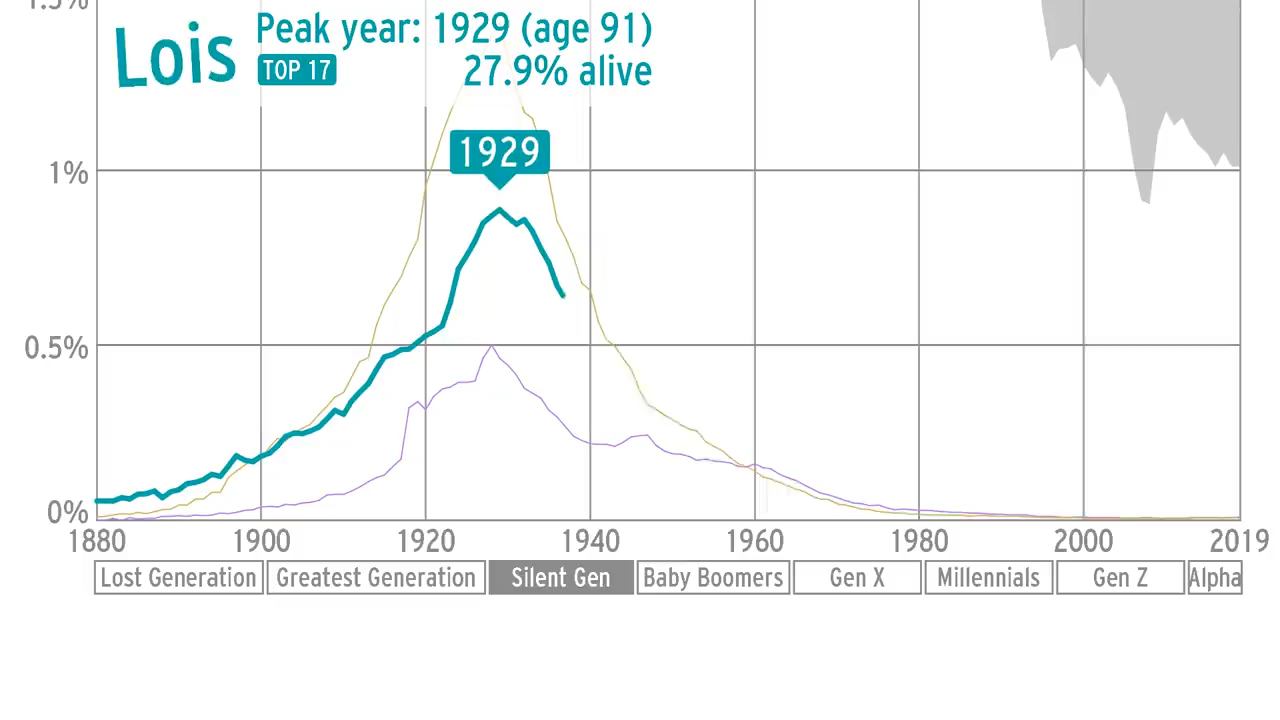 1.5%
Lois
Peak year: 1929 (age 91)
TOP 17
27.9% alive
1929
1%
0.5%
0%
1880 1900 1920 1940 1960 1980 2000 2019
Lost Generation Greatest Generation Silent Gen Baby Boomers Gen X Millennials Gen Z Alpha